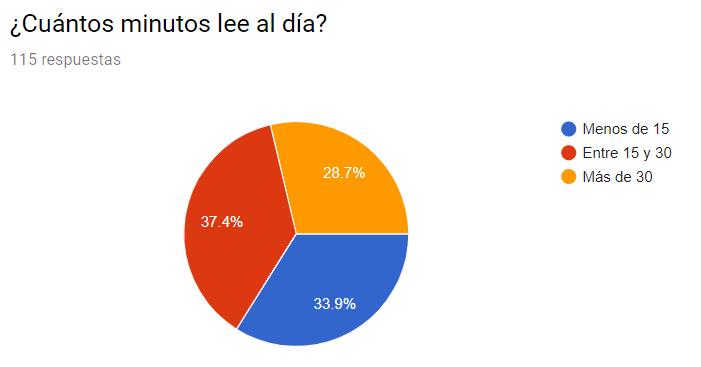 ¿Cuántos minutos lee al día?
115 respuestas
28.7%
37.4%
33.9%
Menos de 15
Entre 15 y 30
Más de 30